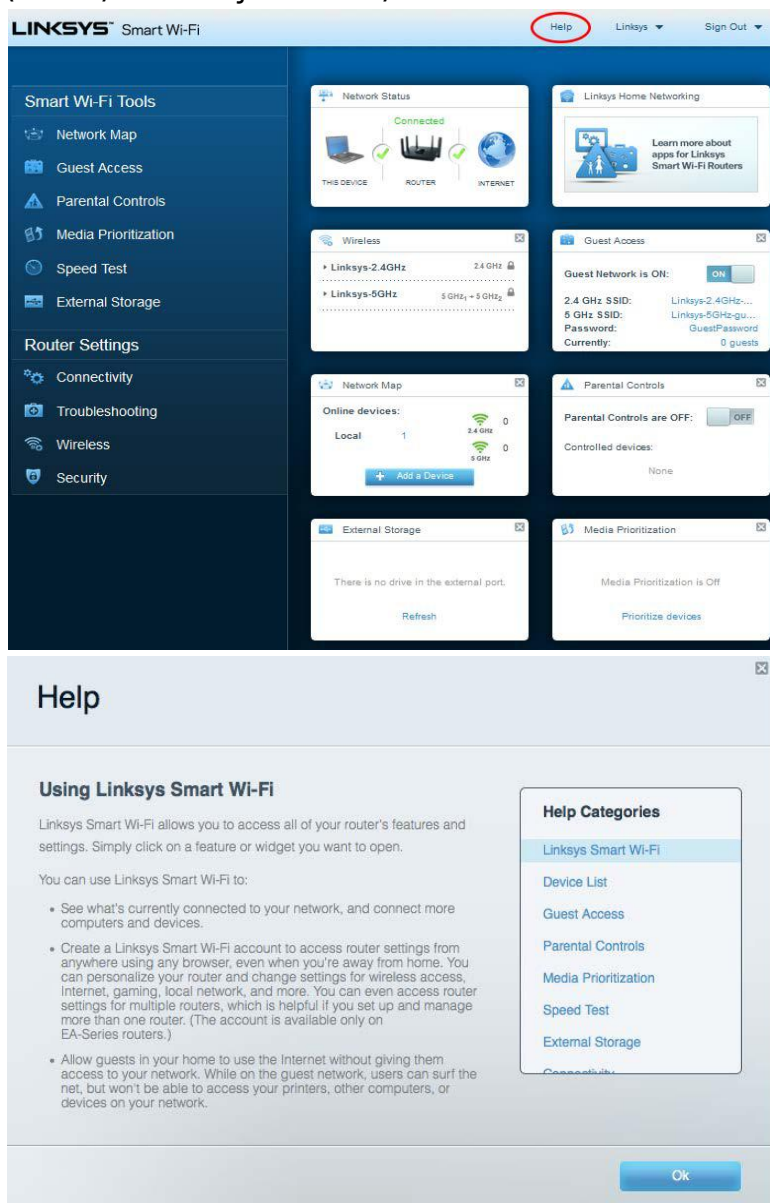 LINKSYS Smart Wi-Fi
Help
Linksys
Sign Out
Smart Wi-Fi Tools
Network Map
Guest Access
Parental Controls
Media Prioritization
Speed Test
External Storage
Router Settings
Connectivity
Troubleshooting
Wireless
Security
Network Status
Connected
THIS DEVICE ROUTER INTERNET
Linksys Home Networking
Learn more about
apps for Linksys
Smart Wi-Fi Routers
Wireless
Linksys-2.4GHz 2.4 GHz
Linksys-5GHz 5 GHz1 + 5 GHz2
Guest Access
Guest Network is ON: ON
2.4 GHz SSID: Linksys-2.4GHz-...
5 GHz SSID: Linksys-5GHz-gu...
Password: GuestPassword
Currently: 0 guests
Network Map
Online devices:
Local 1
0
2.4 GHz
0
5 GHz
+ Add a Device
Parental Controls
Parental Controls are OFF: OFF
Controlled devices:
None
External Storage
There is no drive in the external port.
Refresh
Media Prioritization
Media Prioritization is Off
Prioritize devices
Help
Using Linksys Smart Wi-Fi
Linksys Smart Wi-Fi allows you to access all of your router's features and
settings. Simply click on a feature or widget you want to open.
You can use Linksys Smart Wi-Fi to:
• See what's currently connected to your network, and connect more
computers and devices.
• Create a Linksys Smart Wi-Fi account to access router settings from
anywhere using any browser, even when you're away from home. You
can personalize your router and change settings for wireless access,
Internet, gaming, local network, and more. You can even access router
settings for multiple routers, which is helpful if you set up and manage
more than one router. (The account is available only on
EA-Series routers.)
• Allow guests in your home to use the Internet without giving them
access to your network. While on the guest network, users can surf the
net, but won't be able to access your printers, other computers, or
devices on your network.
Help Categories
Linksys Smart Wi-Fi
Device List
Guest Access
Parental Controls
Media Prioritization
Speed Test
External Storage
Connectivity
Ok